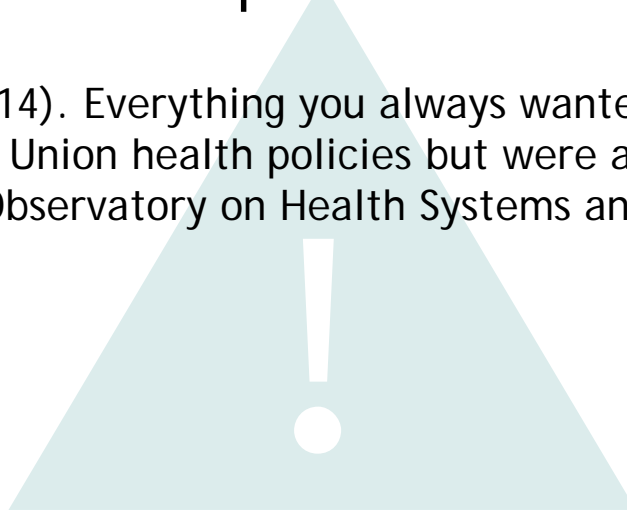 14). Everything you always wante
Union health policies but were a
Observatory on Health Systems an
!